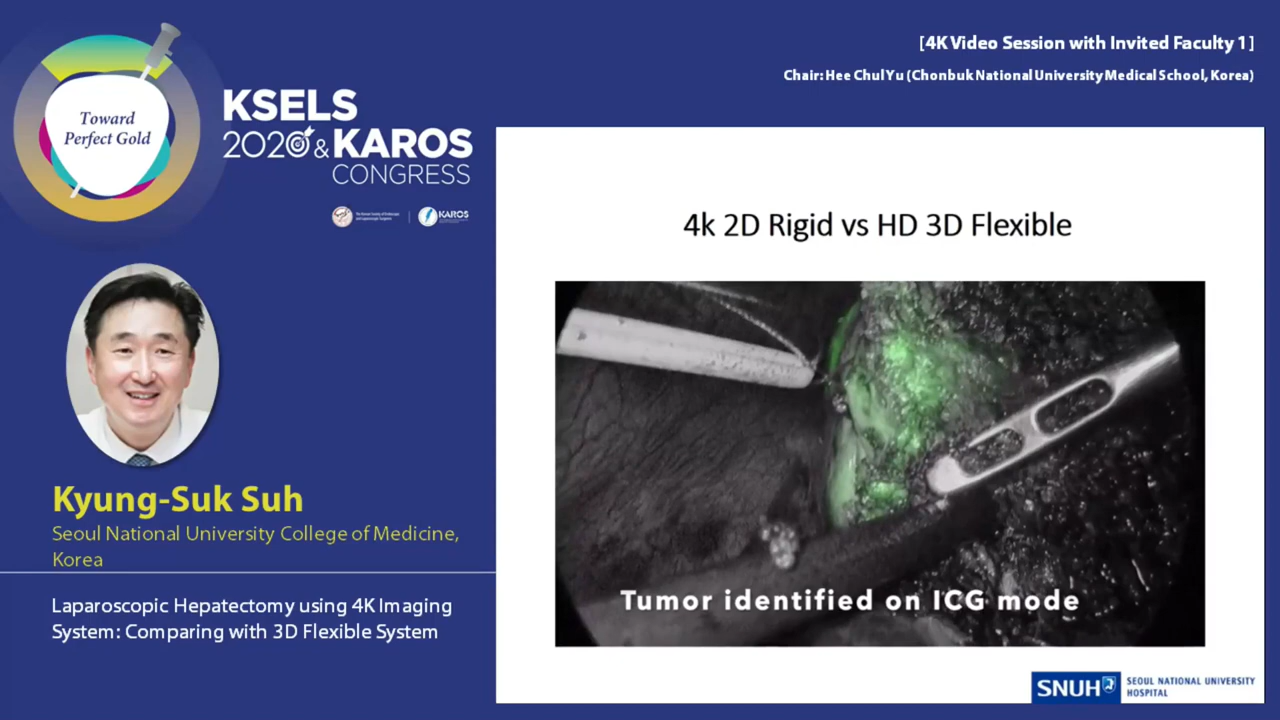 [4K Video Session with Invited Faculty 1]
Chair: Hee Chul Yu (Chonbuk National University Medical School, Korea)
Toward
Perfect Gold
KSELS
2020 & KAROS
CONGRESS
KAROS
Kyung-Suk Suh
Seoul National University College of Medicine,
Korea
Laparoscopic Hepatectomy using 4K Imaging
System: Comparing with 3D Flexible System
4k 2D Rigid vs HD 3D Flexible
Tumor identified on ICG mode
SNUH
SEOUL NATIONAL UNIVERSITY
HOSPITAL